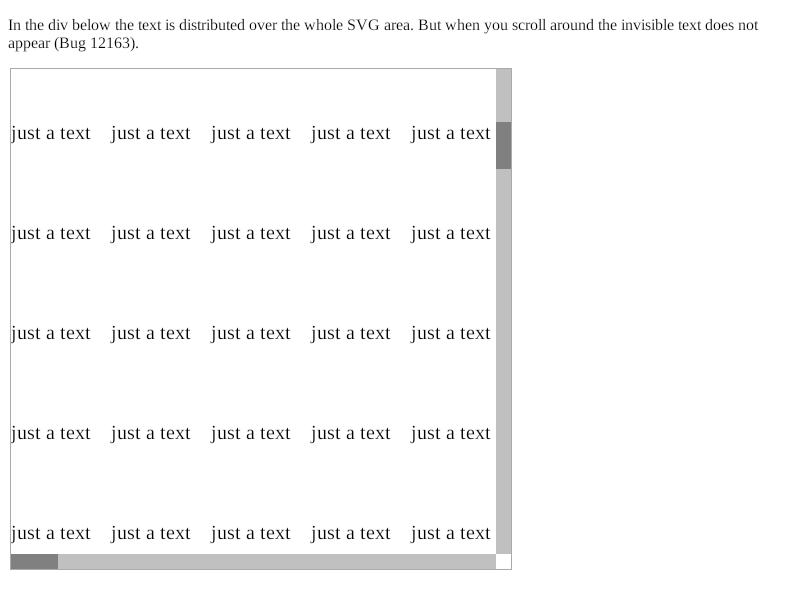 In the div below the text is distributed over the whole SVG area. But when you scroll around the invisible text does not
appear (Bug 12163).
just a text just a text just a text just a text just a text
just a text just a text just a text just a text just a text
just a text just a text just a text just a text just a text
just a text just a text just a text just a text just a text
just a text just a text just a text just a text just a text